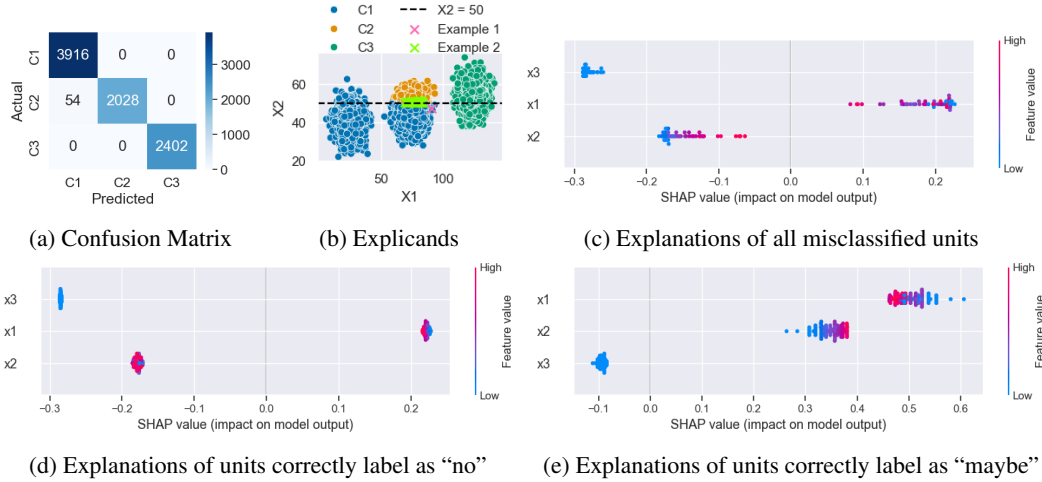 C1 3916 0 0
C2 54 2028 0
C3 0 0 2402
Actual
C1 C2 C3
Predicted
3000
2000
1000
0
(a) Confusion Matrix
C1 X2 = 50
C2 Example 1
C3 Example 2
X2
60
40
20
50 100
X1
(b) Explicands
x3
x1
x2
−0.3 −0.2 −0.1 0.0 0.1 0.2
SHAP value (impact on model output)
High
Feature value
Low
(c) Explanations of all misclassified units
x3
x1
x2
−0.3 −0.2 −0.1 0.0 0.1 0.2
SHAP value (impact on model output)
High
Feature value
Low
(d) Explanations of units correctly label as “no”
x1
x2
x3
−0.1 0.0 0.1 0.2 0.3 0.4 0.5 0.6
SHAP value (impact on model output)
High
Feature value
Low
(e) Explanations of units correctly label as “maybe”